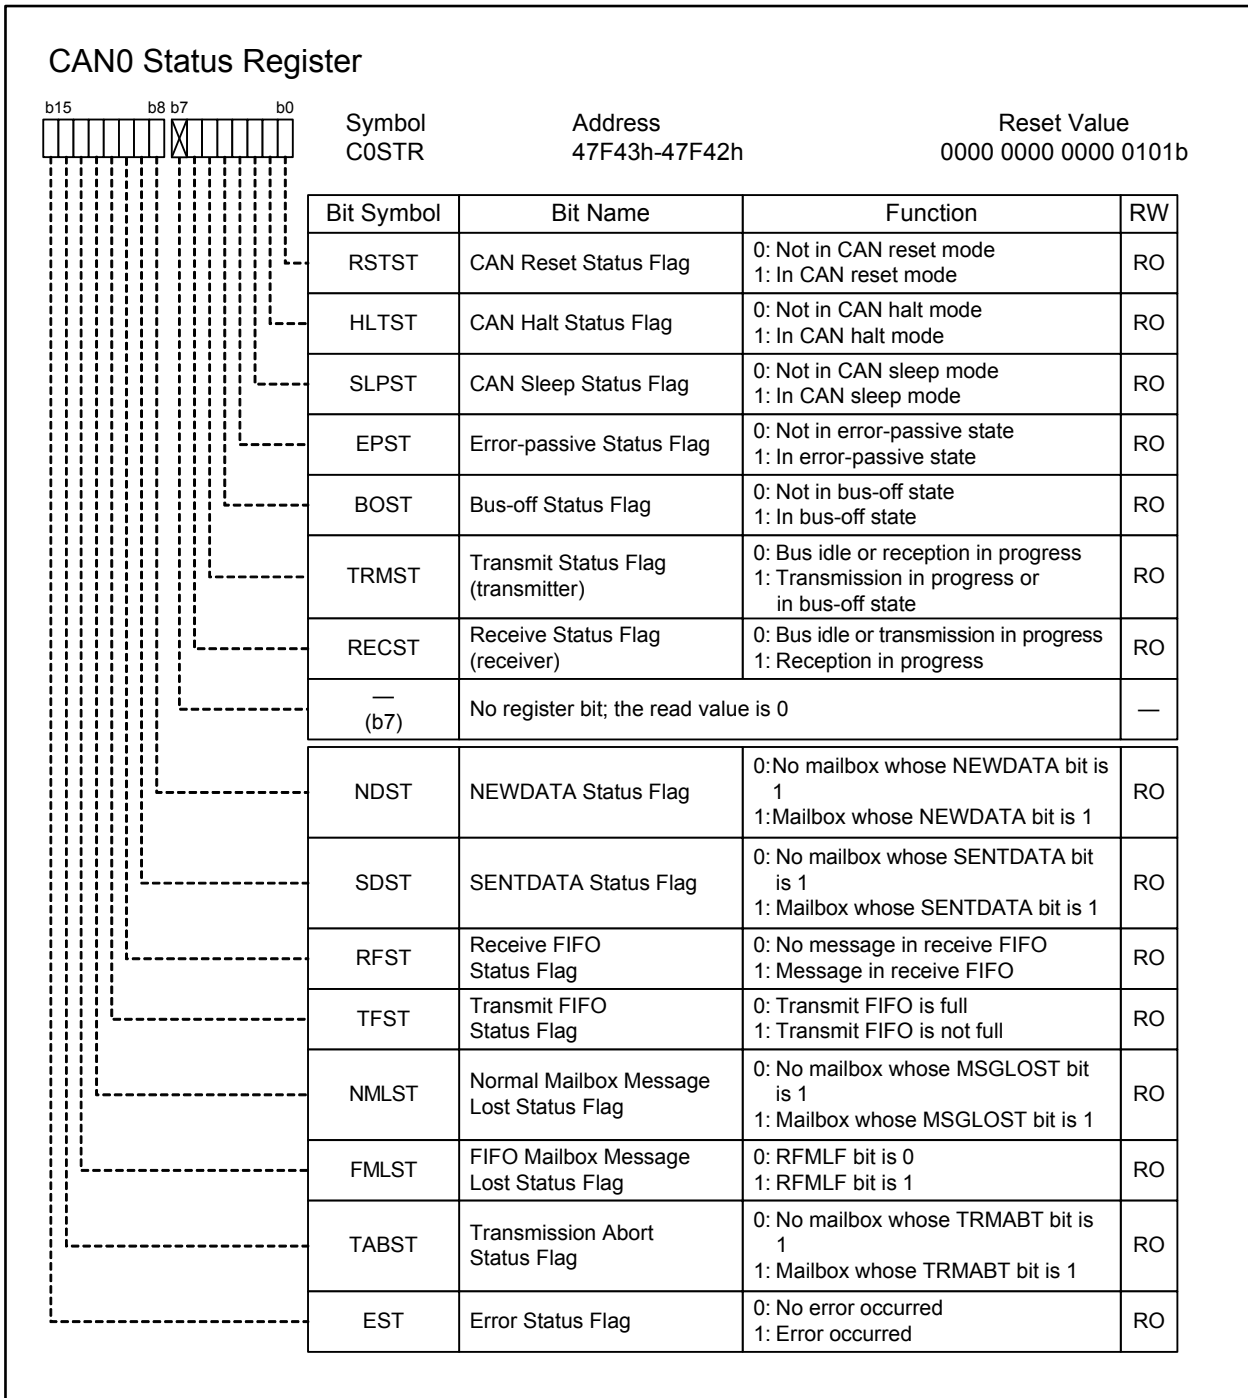 CAN0 Status Register
b15 b8 b7 b0
Symbol Address Reset Value
C0STR 47F43h-47F42h 0000 0000 0000 0101b
Bit Symbol Bit Name Function RW
RSTST CAN Reset Status Flag 0: Not in CAN reset mode RO
1: In CAN reset mode
HLTST CAN Halt Status Flag 0: Not in CAN halt mode RO
1: In CAN halt mode
SLPST CAN Sleep Status Flag 0: Not in CAN sleep mode RO
1: In CAN sleep mode
EPST Error-passive Status Flag 0: Not in error-passive state RO
1: In error-passive state
BOST Bus-off Status Flag 0: Not in bus-off state RO
1: In bus-off state
TRMST Transmit Status Flag 0: Bus idle or reception in progress RO
(transmitter) 1: Transmission in progress or
in bus-off state
RECST Receive Status Flag 0: Bus idle or transmission in progress RO
(receiver) 1: Reception in progress
— No register bit; the read value is 0 —
(b7)
NDST NEWDATA Status Flag 0:No mailbox whose NEWDATA bit is RO
1
1:Mailbox whose NEWDATA bit is 1
SDST SENTDATA Status Flag 0: No mailbox whose SENTDATA bit RO
is 1
1: Mailbox whose SENTDATA bit is 1
RFST Receive FIFO 0: No message in receive FIFO RO
Status Flag 1: Message in receive FIFO
TFST Transmit FIFO 0: Transmit FIFO is full RO
Status Flag 1: Transmit FIFO is not full
NMLST Normal Mailbox Message 0: No mailbox whose MSGLOST bit RO
Lost Status Flag is 1
1: Mailbox whose MSGLOST bit is 1
FMLST FIFO Mailbox Message 0: RFMLF bit is 0 RO
Lost Status Flag 1: RFMLF bit is 1
TABST Transmission Abort 0: No mailbox whose TRMABT bit is RO
Status Flag 1
1: Mailbox whose TRMABT bit is 1
EST Error Status Flag 0: No error occurred RO
1: Error occurred